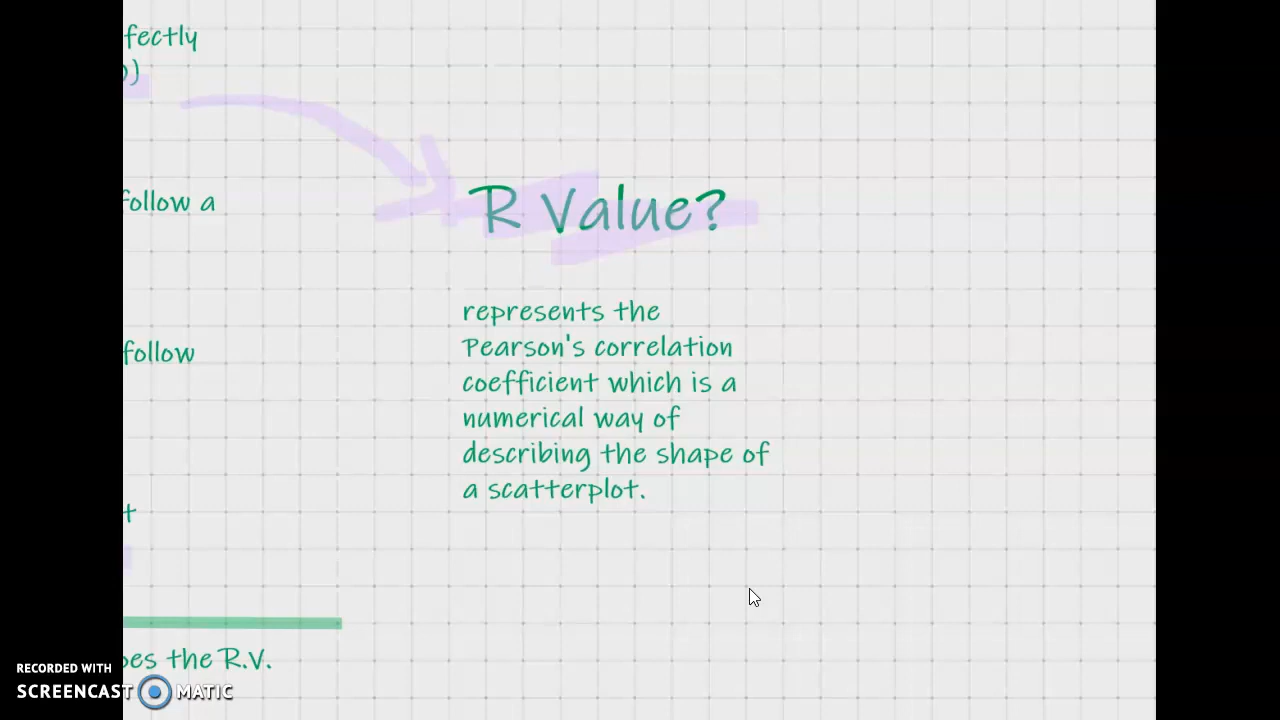 fectly
)
follow a
follow
t
oes the R.V.
R Value?
represents the
Pearson's correlation
coefficient which is a
numerical way of
describing the shape of
a scatterplot.
RECORDED WITH
SCREENCAST MATIC